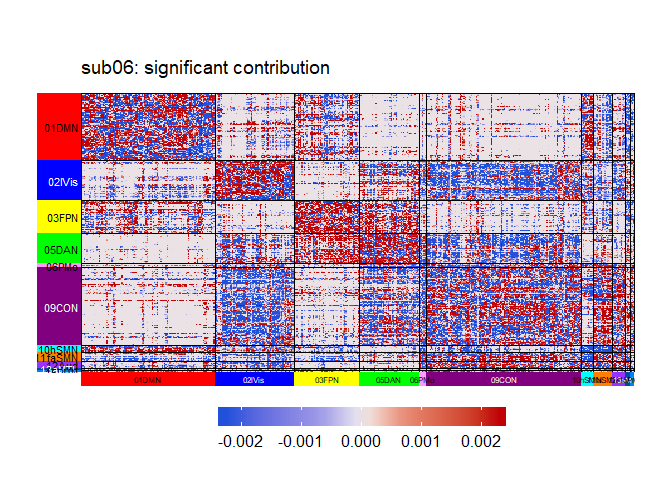 sub06: significant contribution
01DMN
02lVis
03FPN
05DAN
09CON
01DMN 02lVis 03FPN 05DAN 09CON
-0.002 -0.001 0.000 0.001 0.002